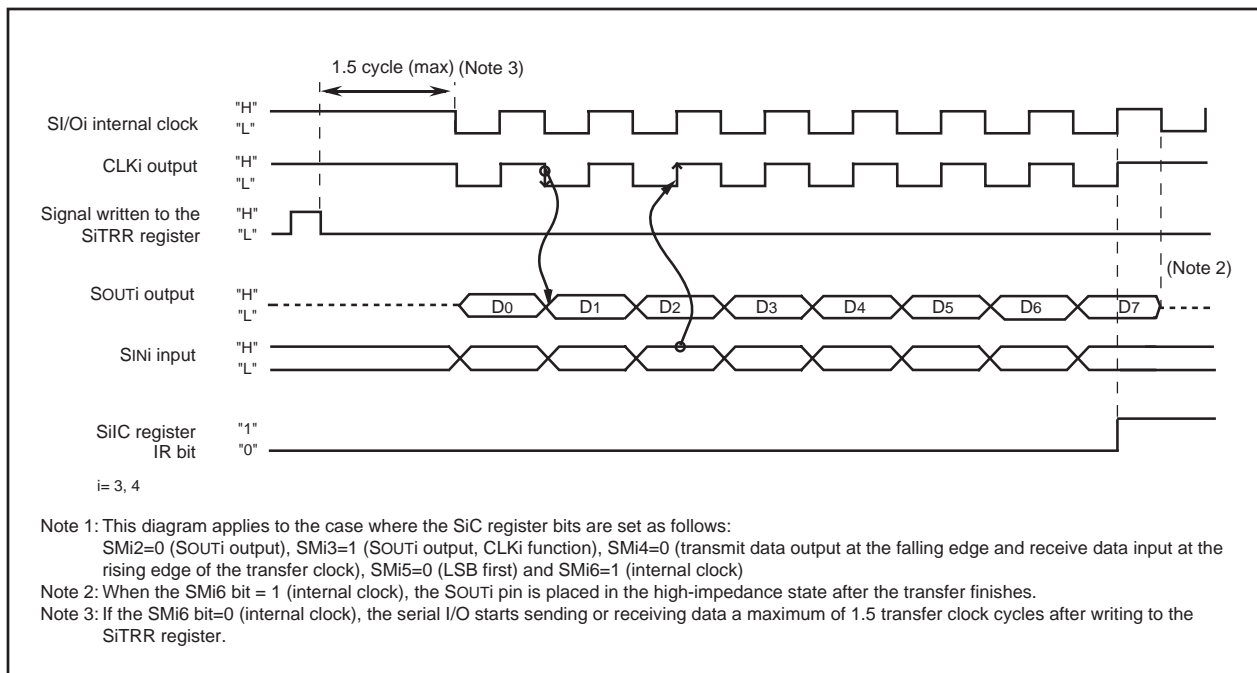 1.5 cycle (max) (Note 3)
SI/Oi internal clock "H" "L"
CLKi output "H" "L"
Signal written to the SiTRR register "H" "L"
SOUTi output "H" "L" D0 D1 D2 D3 D4 D5 D6 D7 (Note 2)
SINi input "H" "L"
SiIC register IR bit "1" "0"
i= 3, 4
Note 1: This diagram applies to the case where the SiC register bits are set as follows:
SMi2=0 (SOUTi output), SMi3=1 (SOUTi output, CLKi function), SMi4=0 (transmit data output at the falling edge and receive data input at the
rising edge of the transfer clock), SMi5=0 (LSB first) and SMi6=1 (internal clock)
Note 2: When the SMi6 bit = 1 (internal clock), the SOUTi pin is placed in the high-impedance state after the transfer finishes.
Note 3: If the SMi6 bit=0 (internal clock), the serial I/O starts sending or receiving data a maximum of 1.5 transfer clock cycles after writing to the
SiTRR register.